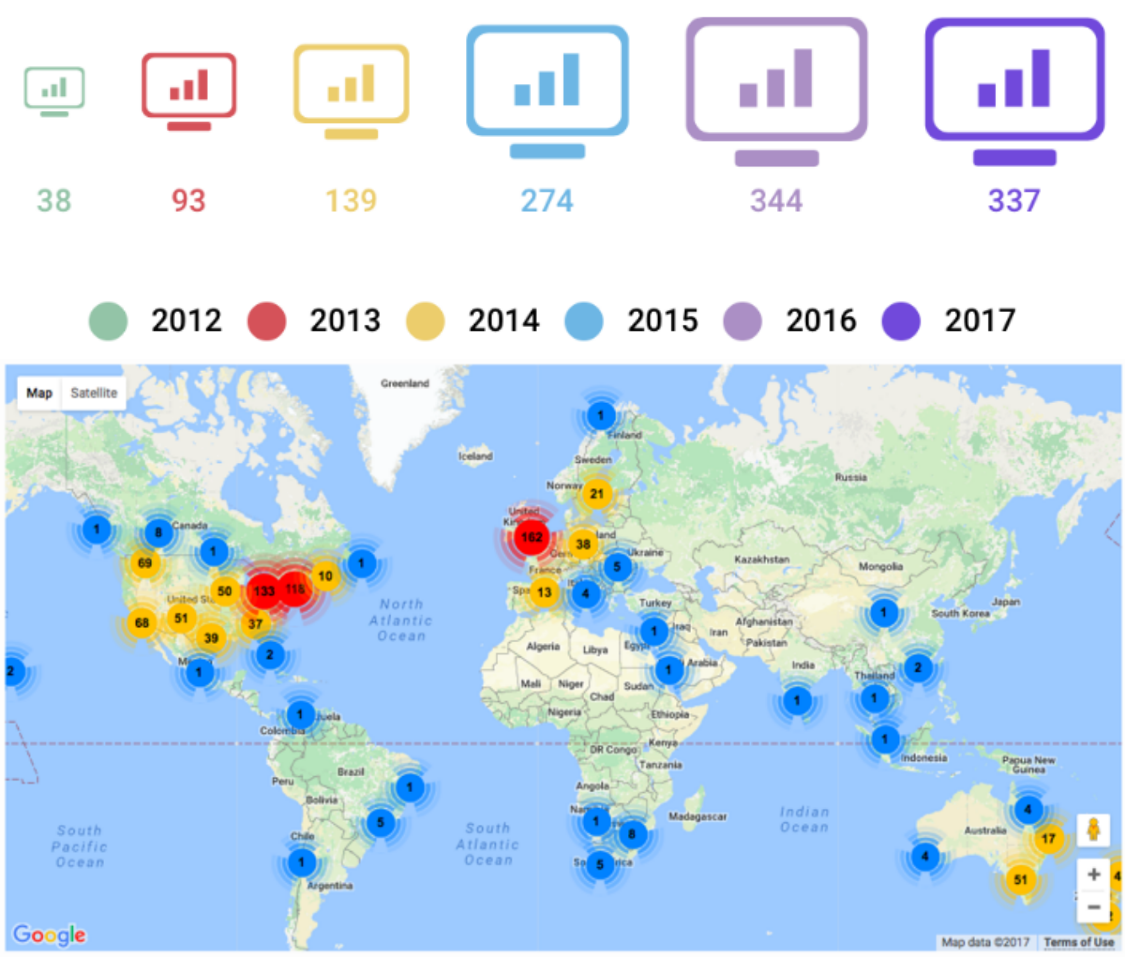 38 93 139 274 344 337
2012 2013 2014 2015 2016 2017
Map Satellite
Greenland
1
Finland
Iceland
Sweden
Russia
Norway 21
United
1 8 Canada
162 38 land
1 Ukraine
69 1 France 5 Kazakhstan
Mongolia
50 133 10
13 4
United St
51 37 North Turkey 1 South Korea Japan
68 39 Atlantic Afghanistan
Ocean 1 Iraq Iran Pakistan
2 Algeria Libya Egypt
2 1 1 Arabia India 2
Mali Niger Sudan Thailand
Chad 1 1
1 Nigeria Ethiopia
Colombia
DR Congo Kenya 1 Indonesia
Tanzania Papua New
Guinea
Peru Brazil 1 Angola
Bolivia
5 1 8 Madagascar Indian
Ocean 4
South
Pacific
Ocean
South
Atlantic
Ocean
Chile Australia 17
1 5 4
51 4
Argentina
+
−
Google Map data ©2017 Terms of Use